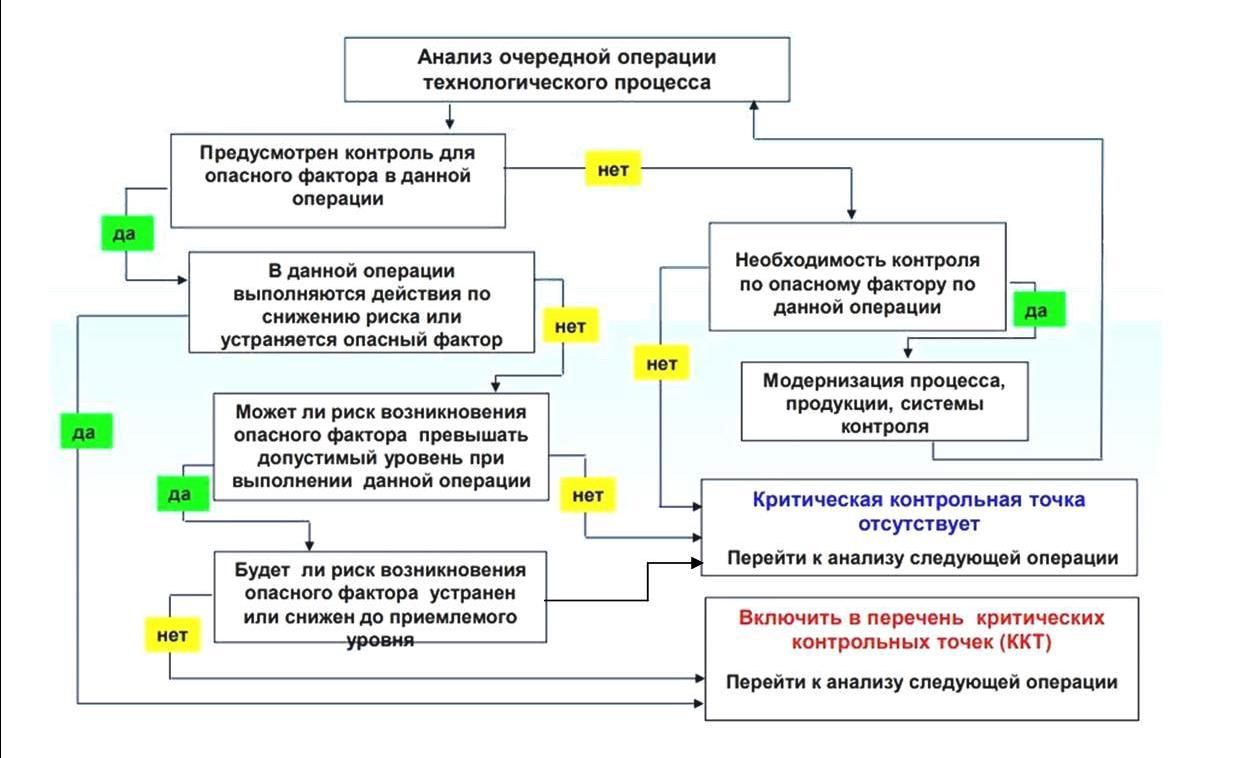 Анализ очередной операции
технологического процесса
Предусмотрен контроль для
опасного фактора в данной
операции
нет
да
Необходимость контроля
по опасному фактору по
данной операции
В данной операции
выполняются действия по
снижению риска или
устраняется опасный фактор
нет
да
нет
Модернизация процесса,
продукции, системы
контроля
да
Может ли риск возникновения
опасного фактора превышать
допустимый уровень при
выполнении данной операции
да
нет
Критическая контрольная точка
отсутствует
Перейти к анализу следующей операции
Будет ли риск возникновения
опасного фактора устранен
или снижен до приемлемого
уровня
нет
Включить в перечень критических
контрольных точек (ККТ)
Перейти к анализу следующей операции